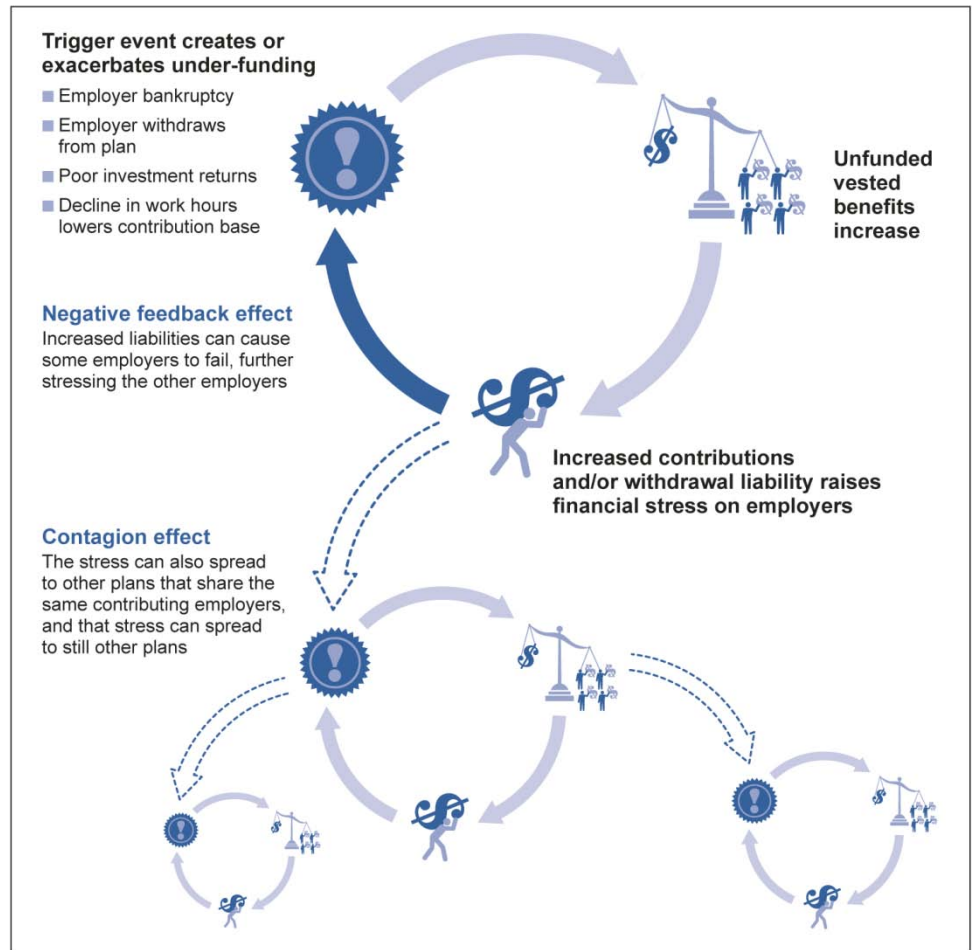 Trigger event creates or
exacerbates under-funding
■ Employer bankruptcy
■ Employer withdraws
from plan
■ Poor investment returns
■ Decline in work hours
lowers contribution base
Unfunded
vested
benefits
increase
Negative feedback effect
Increased liabilities can cause
some employers to fail, further
stressing the other employers
Increased contributions
and/or withdrawal liability raises
financial stress on employers
Contagion effect
The stress can also spread
to other plans that share the
same contributing employers,
and that stress can spread
to still other plans